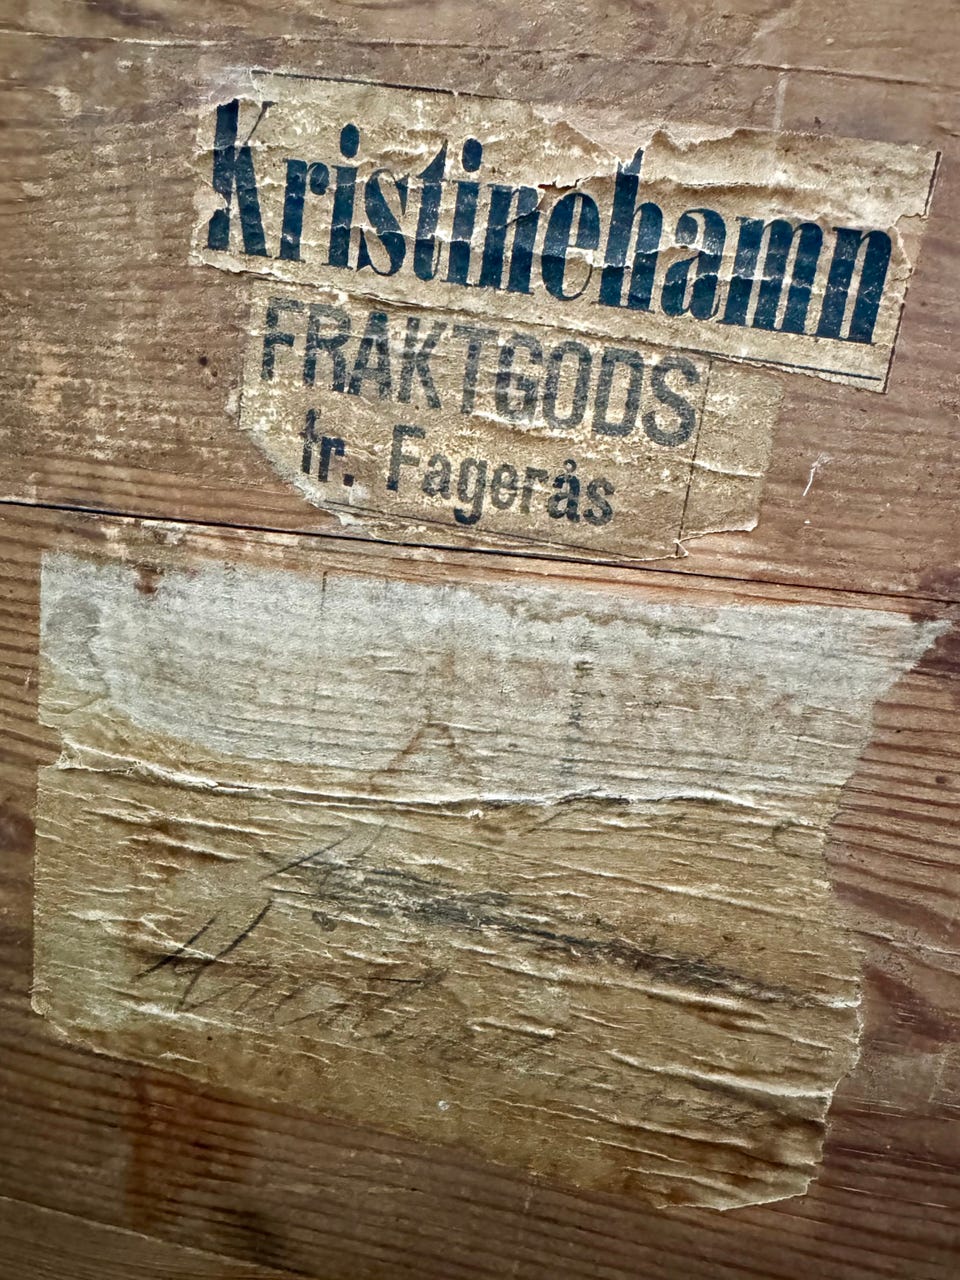 Kristinehamn
FRAKTGODS
fr. Fagerås